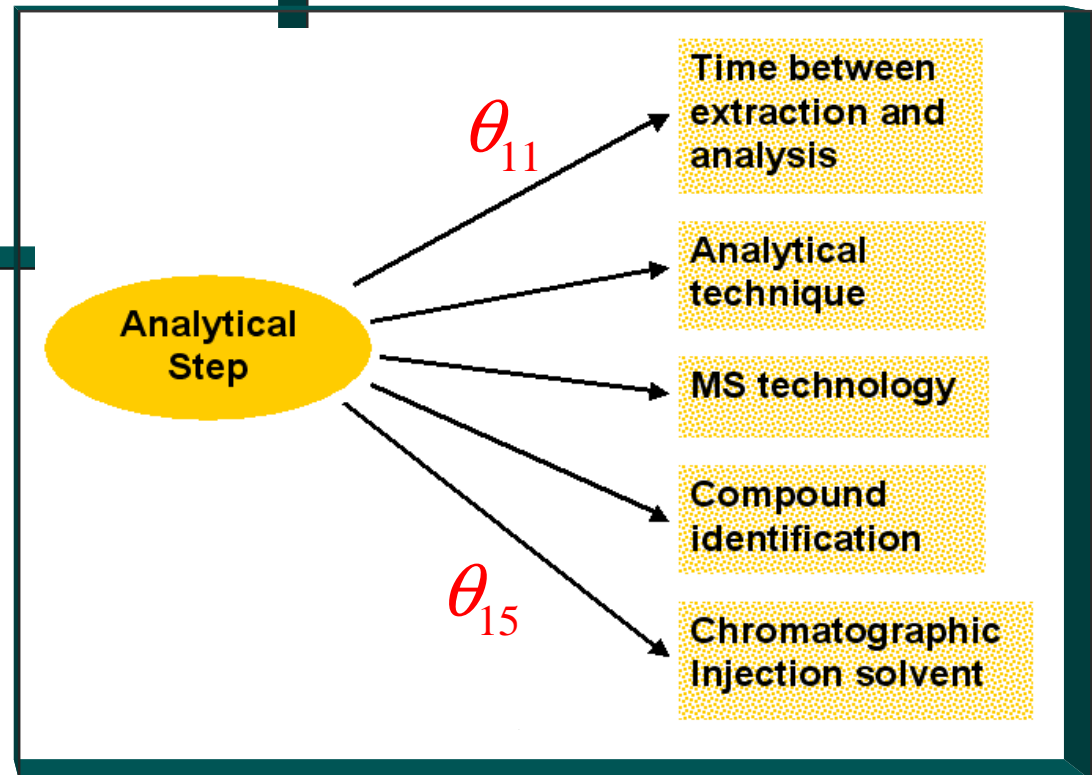 Time between
extraction and
analysis
θ11
Analytical
technique
Analytical
Step
MS technology
Compound
identification
θ15
Chromatographic
Injection solvent